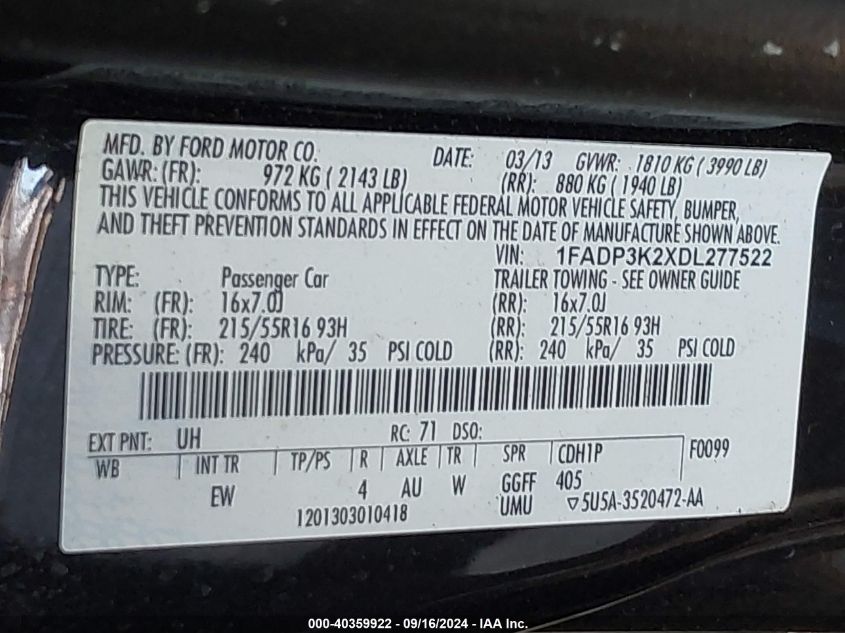 MFD. BY FORD MOTOR CO. DATE: 03/13 GVWR: 1810 KG ( 3990 LB)
GAWR: (FR): 972 KG ( 2143 LB) (RR): 880 KG ( 1940 LB)
THIS VEHICLE CONFORMS TO ALL APPLICABLE FEDERAL MOTOR VEHICLE SAFETY, BUMPER,
AND THEFT PREVENTION STANDARDS IN EFFECT ON THE DATE OF MANUFACTURE SHOWN ABOVE.
VIN: 1FADP3K2XDL277522
TYPE: Passenger Car TRAILER TOWING - SEE OWNER GUIDE
RIM: (FR): 16x7.0J (RR): 16x7.0J
TIRE: (FR): 215/55R16 93H (RR): 215/55R16 93H
PRESSURE: (FR): 240 kPa/ 35 PSI COLD (RR): 240 kPa/ 35 PSI COLD
EXT PNT: UH RC: 71 DSO: F0099
WB INT TR TP/PS R AXLE TR SPR CDH1P
EW 4 AU W GGFF 405
1201303010418 UMU ▽5U5A-3520472-AA
000-40359922 - 09/16/2024 - IAA Inc.